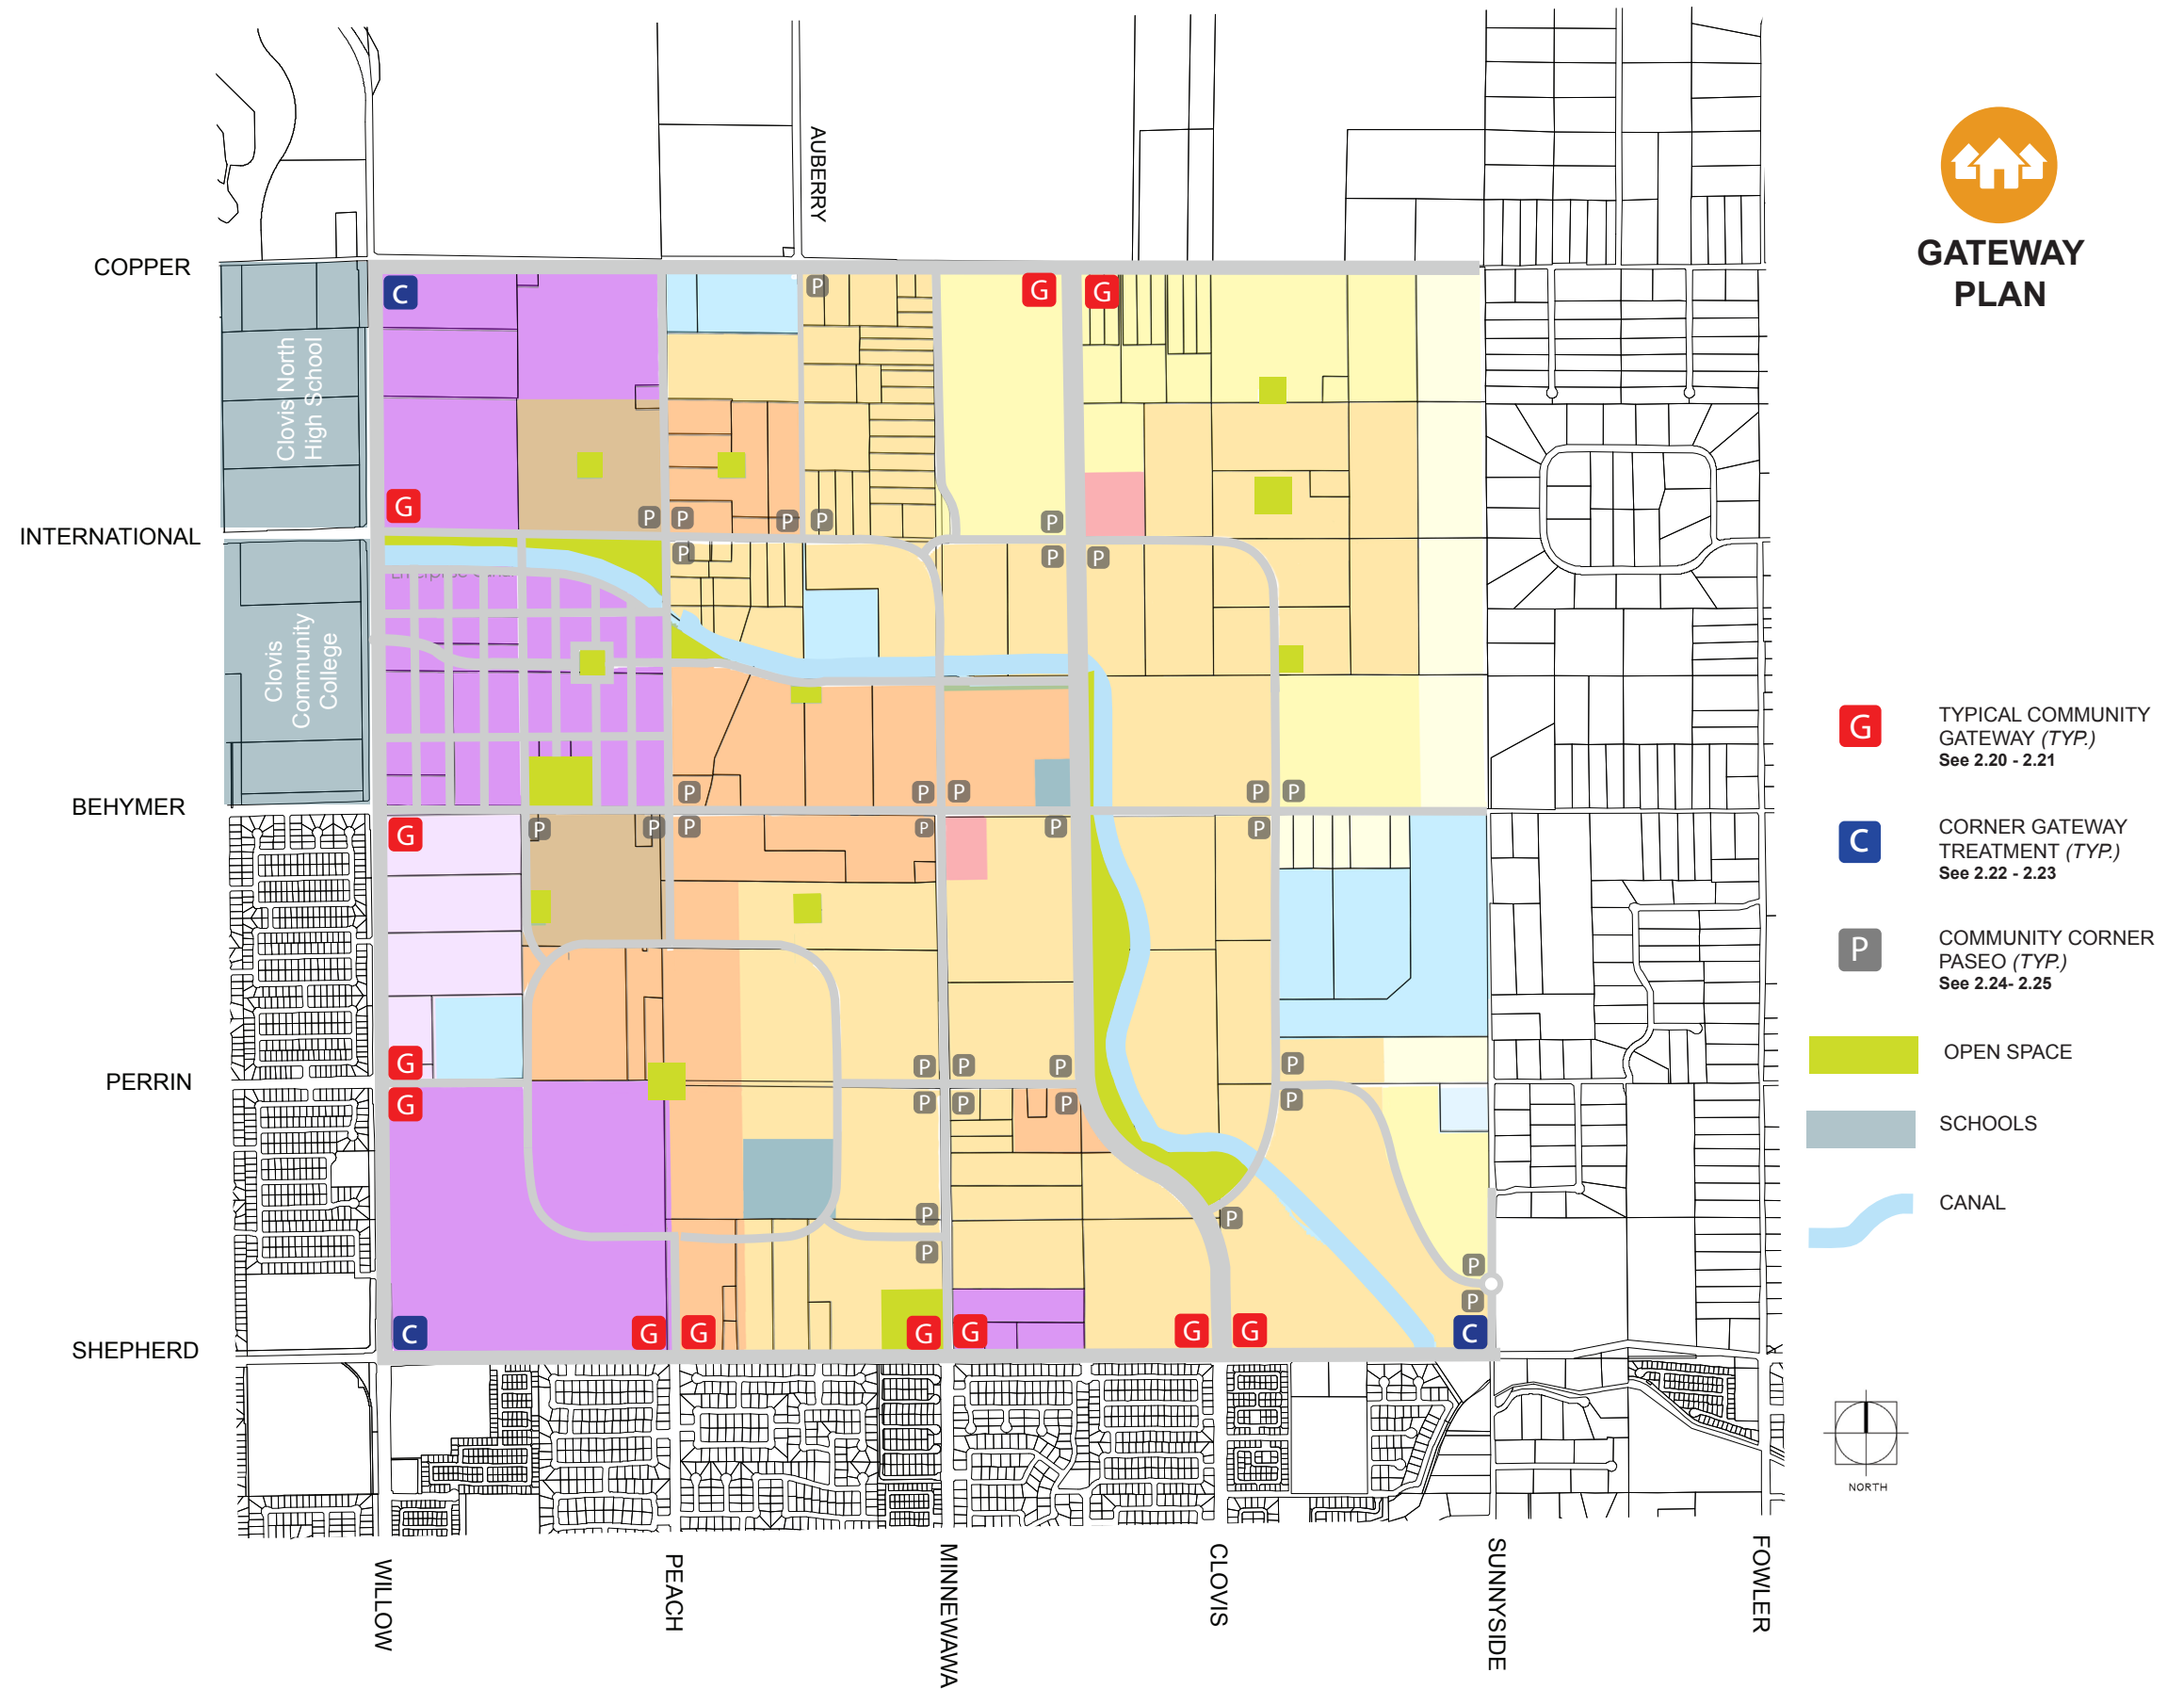 AUBERRY
GATEWAY
PLAN
COPPER
C
G
G
P
Clovis North
High School
G
P
P
P
P
P
INTERNATIONAL
P
P
P
Clovis
Community
College
TYPICAL COMMUNITY
GATEWAY (TYP.)
See 2.20 - 2.21
G
P
P
P
P
P
BEHYMER
G
P
P
P
P
P
P
CORNER GATEWAY
TREATMENT (TYP.)
See 2.22 - 2.23
C
COMMUNITY CORNER
PASEO (TYP.)
See 2.24- 2.25
P
OPEN SPACE
G
P
P
P
P
PERRIN
G
P
P
P
P
SCHOOLS
CANAL
P
P
P
P
P
SHEPHERD
C
G
G
G
G
G
G
C
NORTH
WILLOW
PEACH
MINNEWAWA
CLOVIS
SUNNYSIDE
FOWLER